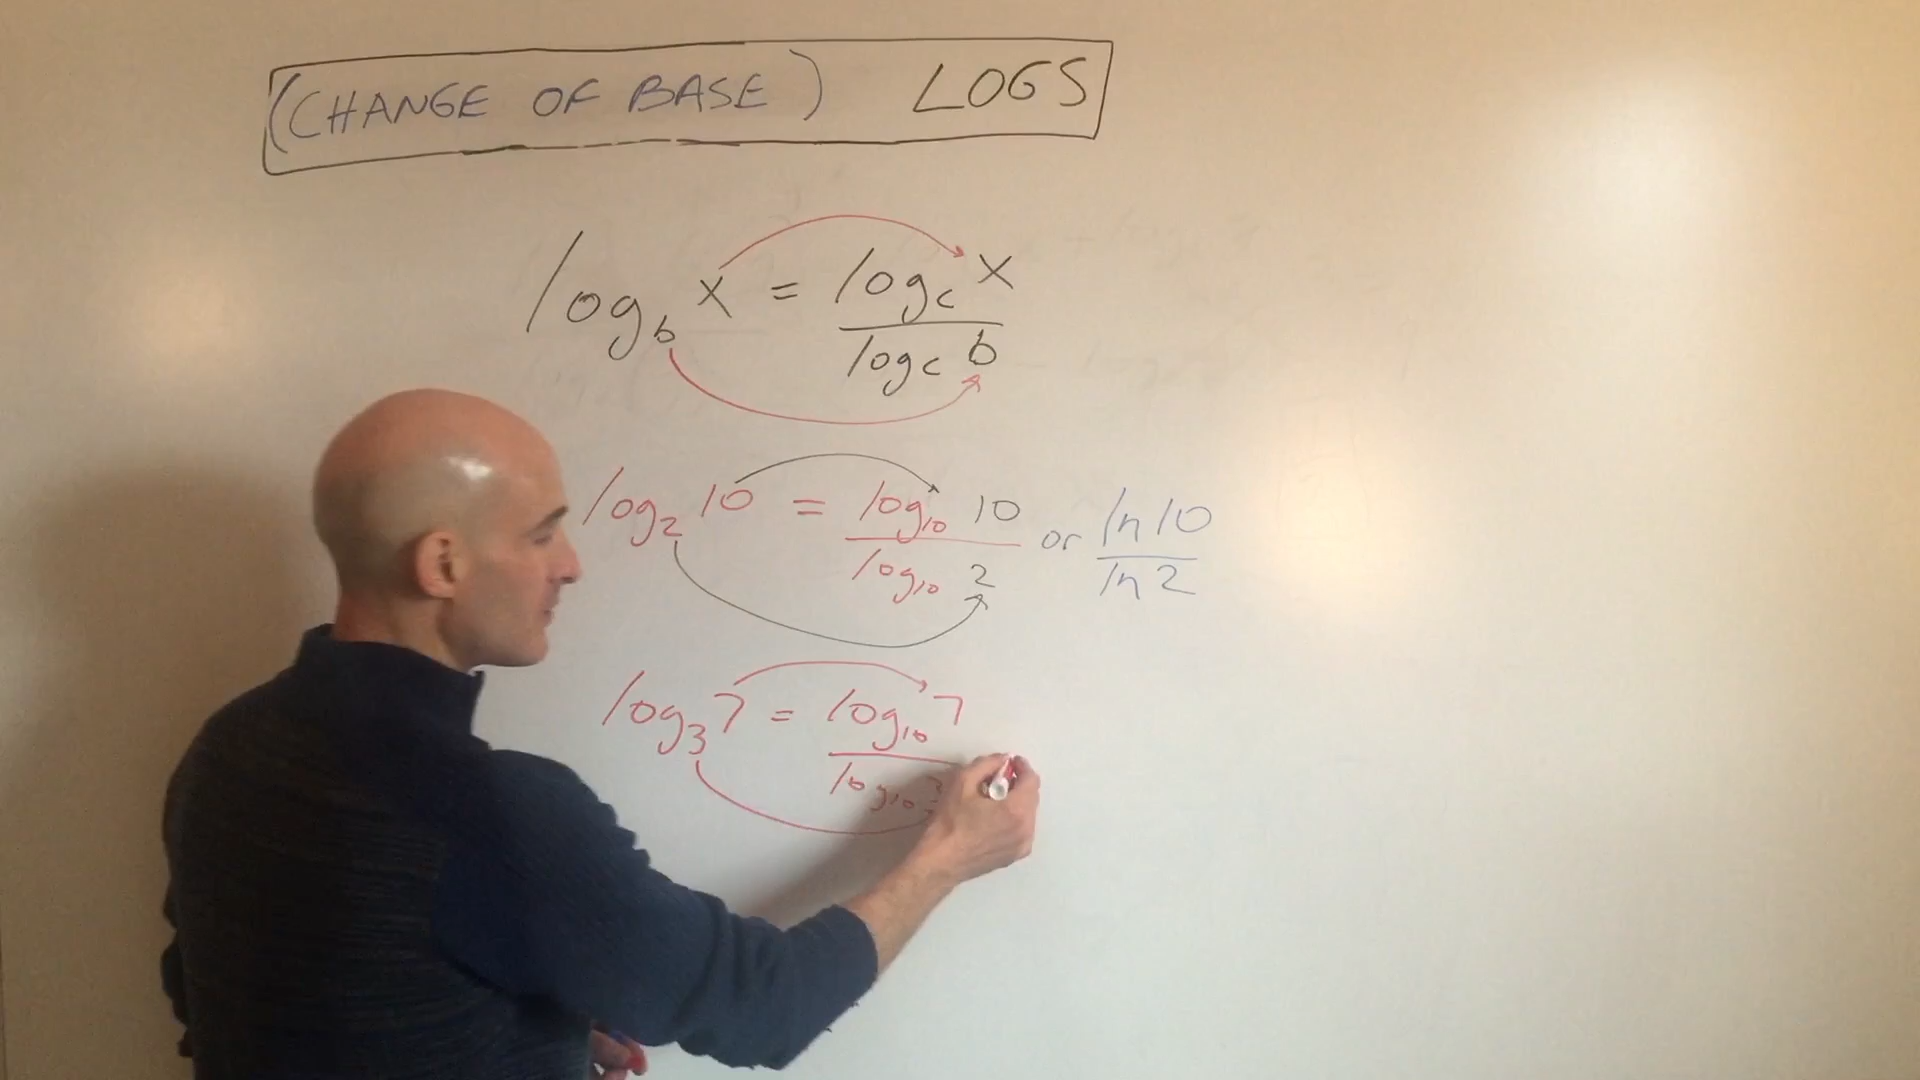 (CHANGE OF BASE) LOGS
log_b x = log_c x / log_c b
log_2 10 = log_10 10 / log_10 2 or ln 10 / ln 2
log_3 7 = log_10 7 / log_10 3